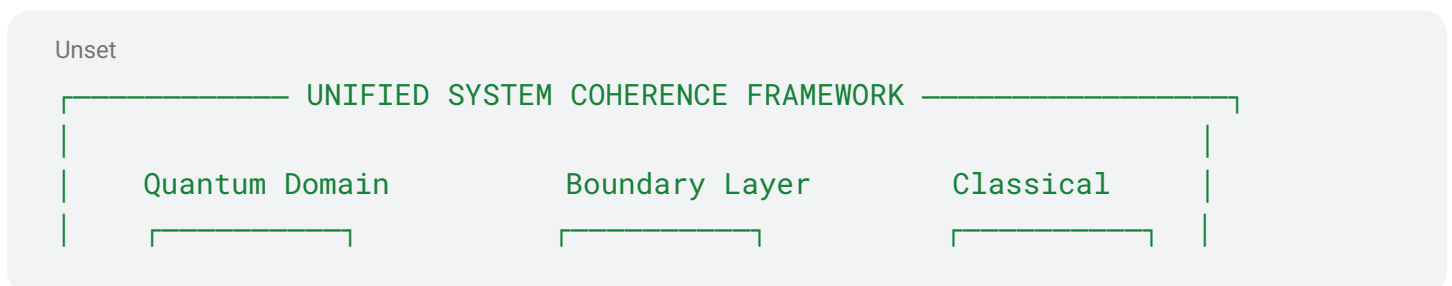 Unset
┌──────────── UNIFIED SYSTEM COHERENCE FRAMEWORK ─────────────────┐
│ │
│ Quantum Domain Boundary Layer Classical │
│ ┌──────────┐ ┌──────────┐ ┌──────────┐ │